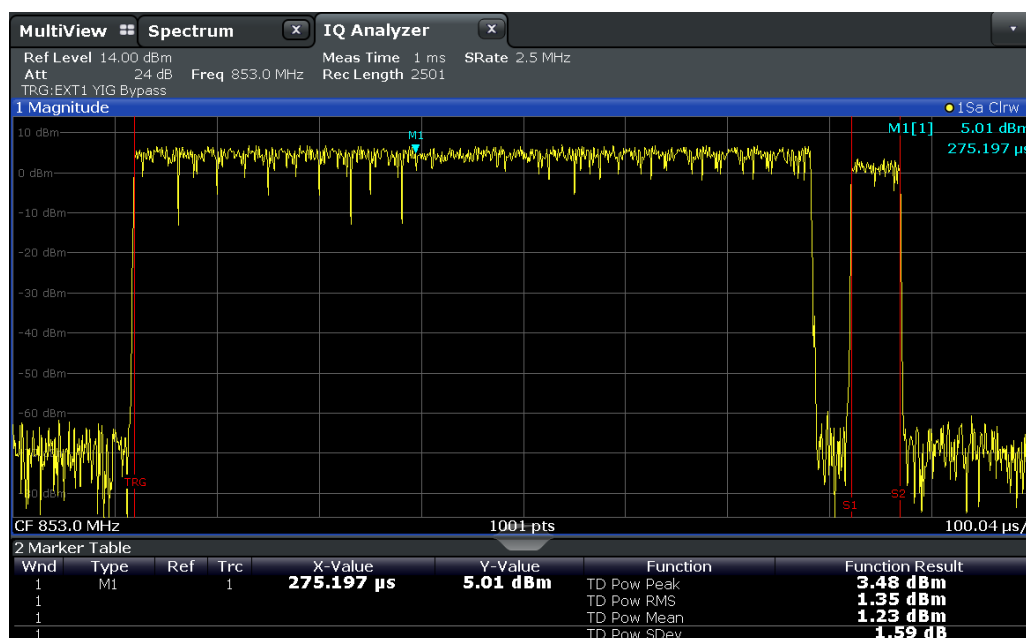 MultiView Spectrum X IQ Analyzer X
Ref Level 14.00 dBm Meas Time 1 ms SRate 2.5 MHz
Att 24 dB Freq 853.0 MHz Rec Length 2501
TRG:EXT1 YIG Bypass
1 Magnitude 1Sa Clrw
M1[1] 5.01 dBm
275.197 µs
10 dBm
M1
0 dBm
-10 dBm
-20 dBm
-30 dBm
-40 dBm
-50 dBm
-60 dBm
TRG
S2
S1
CF 853.0 MHz 1001 pts 100.04 µs/
2 Marker Table
Wnd Type Ref Trc X-Value Y-Value Function Function Result
1 M1 1 275.197 µs 5.01 dBm TD Pow Peak 3.48 dBm
1 TD Pow RMS 1.35 dBm
1 TD Pow Mean 1.23 dBm
1 TD Pow SDev 1.59 dB